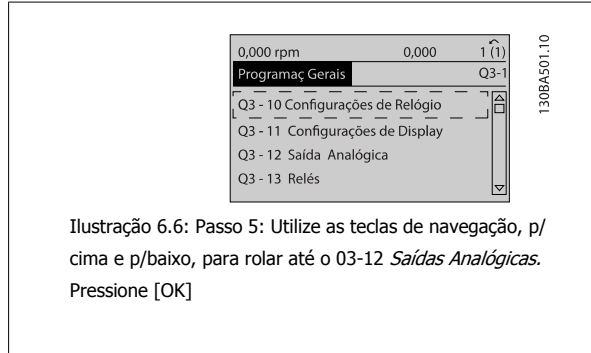 0,000 rpm 0,000 1 (1)
Programaç Gerais Q3-1
Q3 - 10 Configurações de Relógio
Q3 - 11 Configurações de Display
Q3 - 12 Saída Analógica
Q3 - 13 Relés
130BA501.10
Ilustração 6.6: Passo 5: Utilize as teclas de navegação, p/
cima e p/baixo, para rolar até o 03-12 Saídas Analógicas.
Pressione [OK]